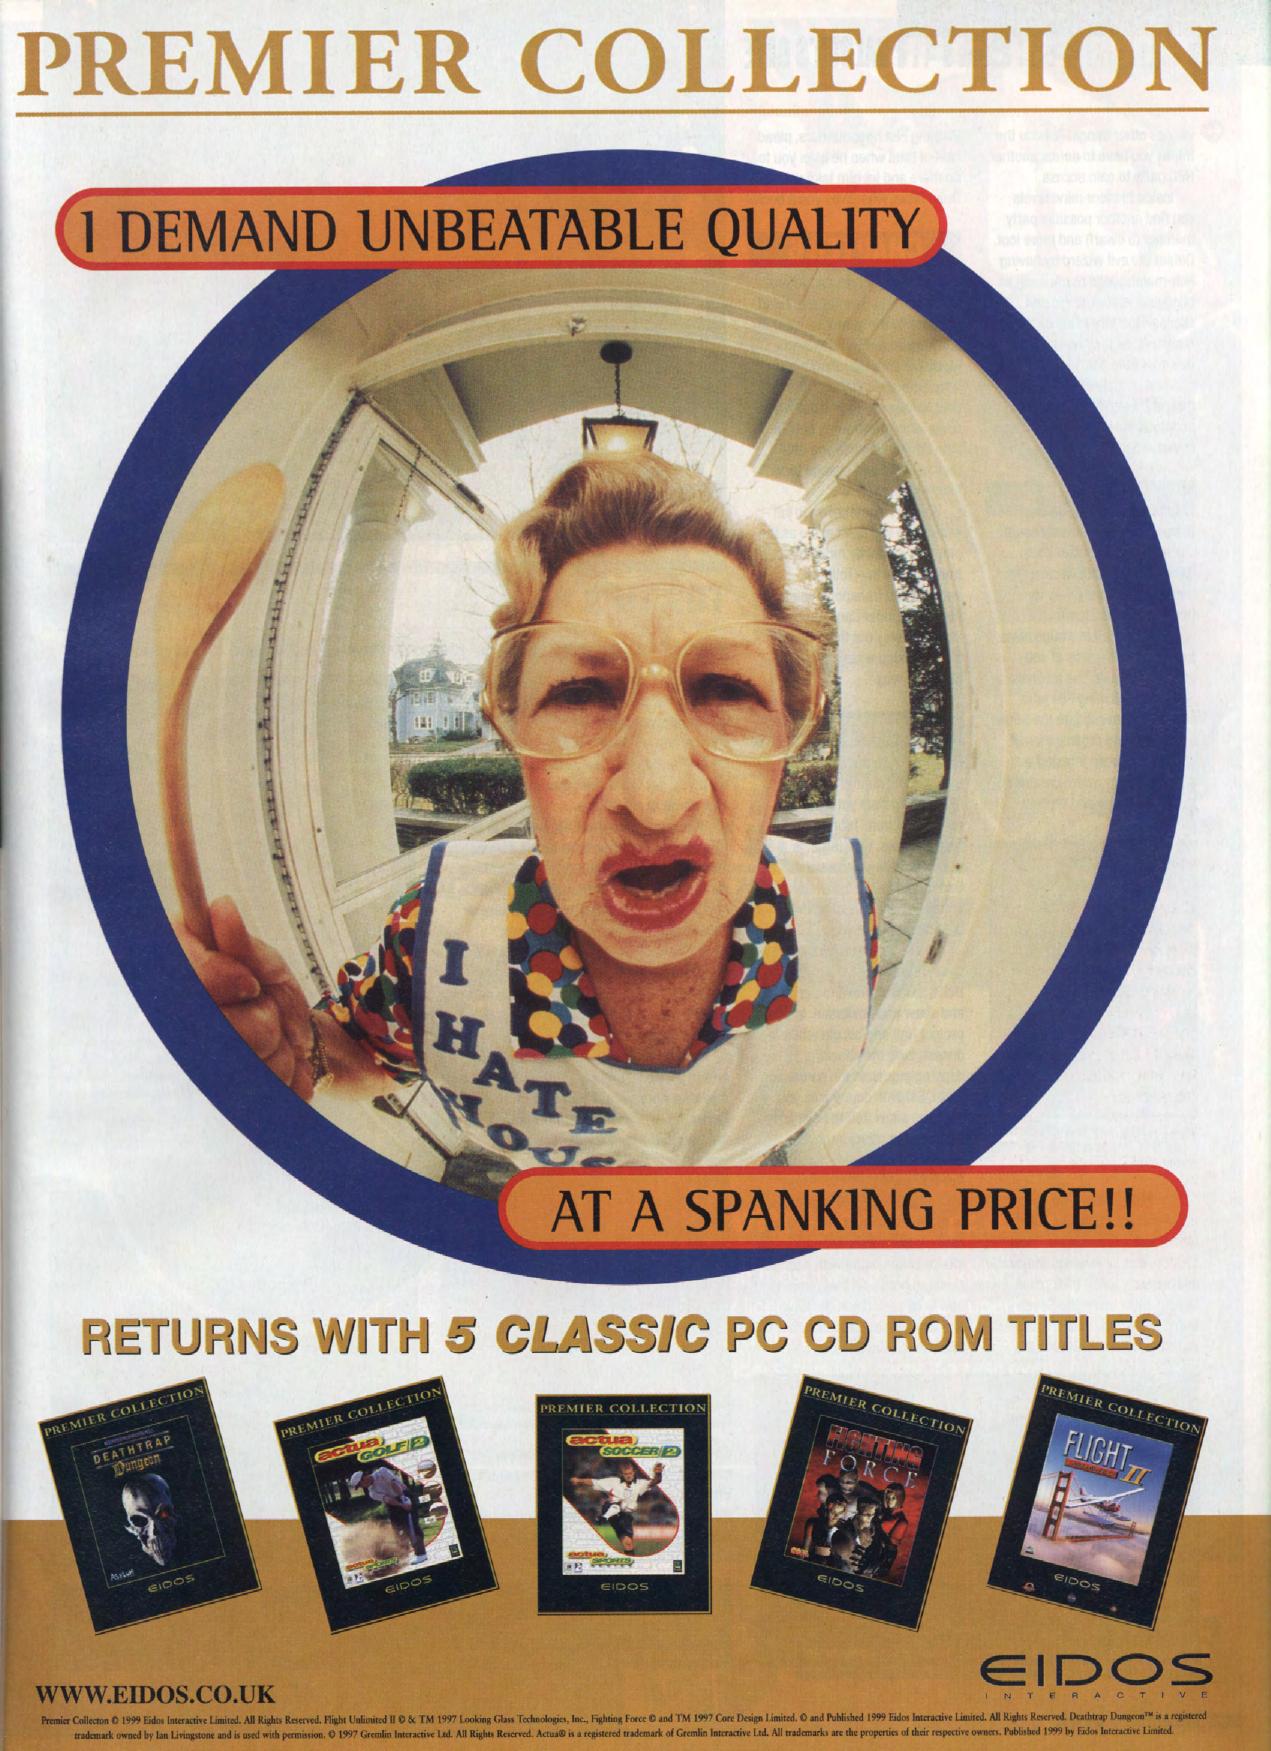 PREMIER COLLECTION
I DEMAND UNBEATABLE QUALITY
I
HATE
HOUS
AT A SPANKING PRICE!!
RETURNS WITH 5 CLASSIC PC CD ROM TITLES
PREMIER COLLECTION
DEATHTRAP
Dungeon
ASYLUM
EIDOS
PREMIER COLLECTION
actua
GOLF 2
actua
SPORTS
EIDOS
PREMIER COLLECTION
actua
SOCCER 2
actua
SPORTS
EIDOS
PREMIER COLLECTION
FIGHTING
FORCE
EIDOS
PREMIER COLLECTION
FLIGHT
II
EIDOS
EIDOS
INTERACTIVE
WWW.EIDOS.CO.UK
Premier Collecton © 1999 Eidos Interactive Limited. All Rights Reserved. Flight Unlimited II © & TM 1997 Looking Glass Technologies, Inc., Fighting Force © and TM 1997 Core Design Limited. © and Published 1999 Eidos Interactive Limited. All Rights Reserved. Deathtrap Dungeon™ is a registered
trademark owned by Ian Livingstone and is used with permission. © 1997 Gremlin Interactive Ltd. All Rights Reserved. Actua® is a registered trademark of Gremlin Interactive Ltd. All trademarks are the properties of their respective owners. Published 1999 by Eidos Interactive Limited.